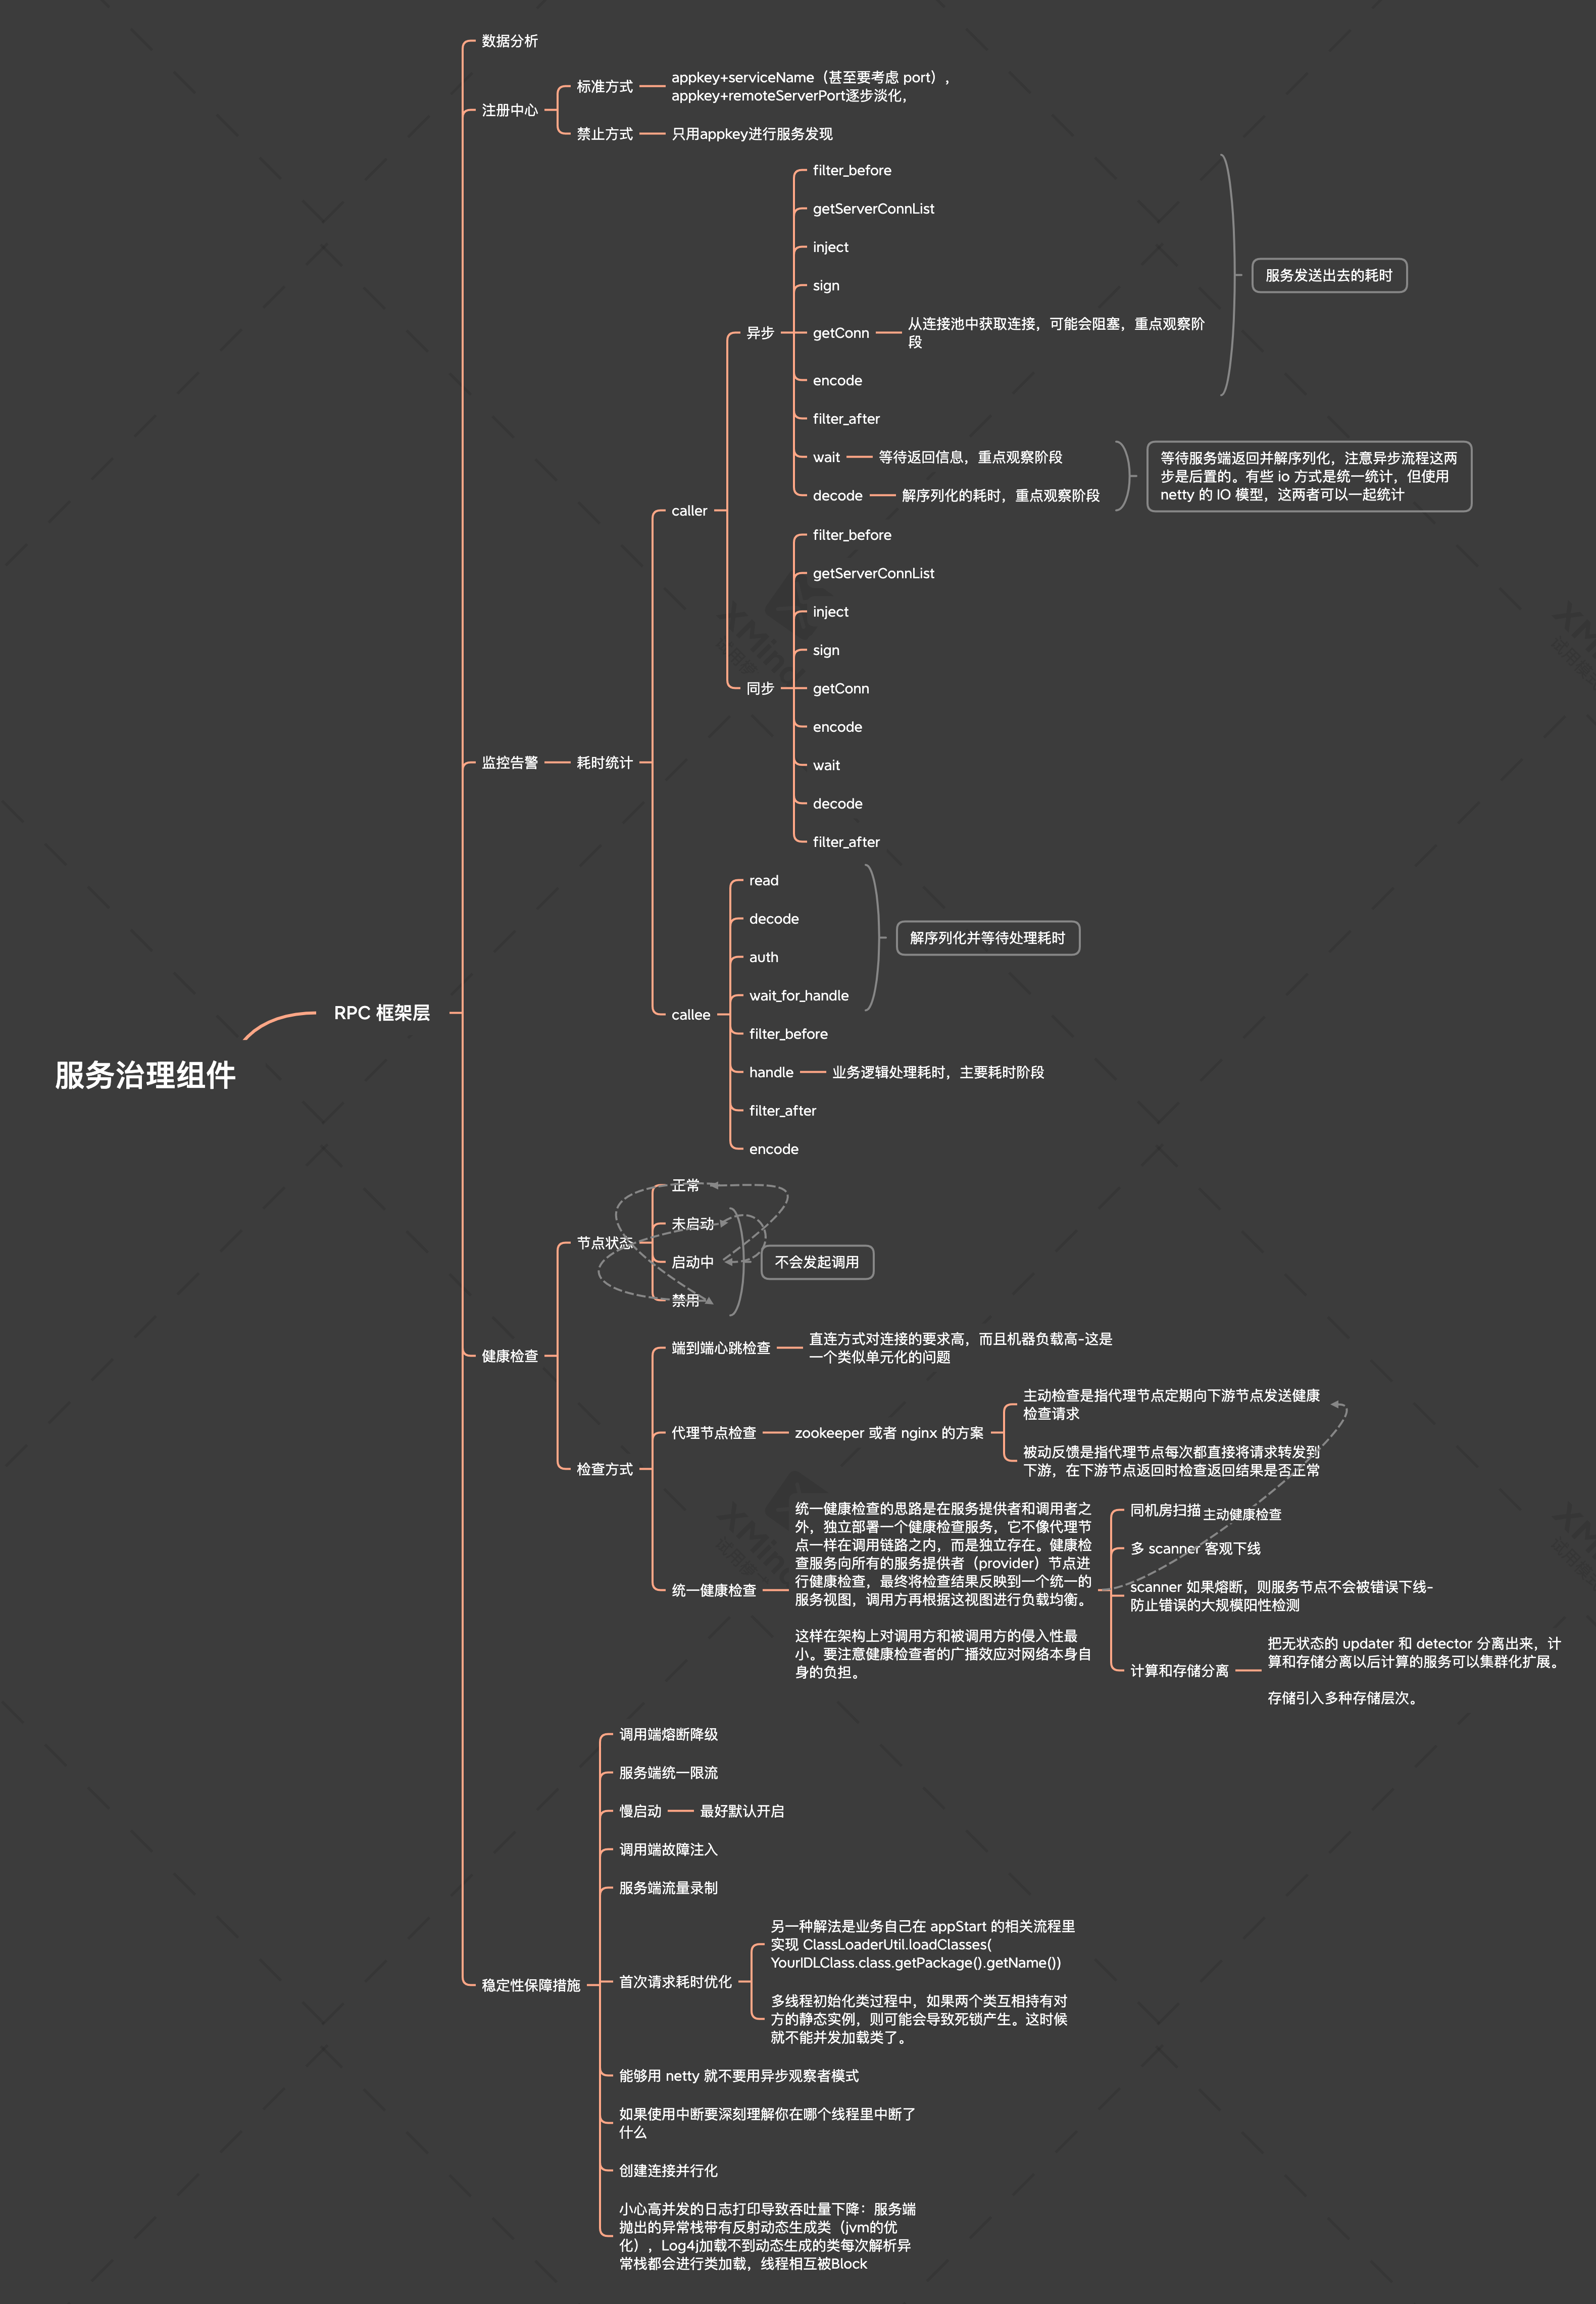 服务治理组件
RPC 框架层
数据分析
注册中心
标准方式
appkey+serviceName（甚至要考虑 port），
appkey+remoteServerPort逐步淡化，
禁止方式
只用appkey进行服务发现
监控告警
耗时统计
caller
异步
filter_before
getServerConnList
inject
sign
getConn
从连接池中获取连接，可能会阻塞，重点观察阶
段
encode
filter_after
服务发送出去的耗时
wait
等待返回信息，重点观察阶段
decode
解序列化的耗时，重点观察阶段
等待服务端返回并解序列化，注意异步流程这两
步是后置的。有些 io 方式是统一统计，但使用
netty 的 IO 模型，这两者可以一起统计
同步
filter_before
getServerConnList
inject
sign
getConn
encode
wait
decode
filter_after
callee
read
decode
auth
wait_for_handle
解序列化并等待处理耗时
filter_before
handle
业务逻辑处理耗时，主要耗时阶段
filter_after
encode
健康检查
节点状态
正常
未启动
启动中
禁用
不会发起调用
检查方式
端到端心跳检查
直连方式对连接的要求高，而且机器负载高-这是
一个类似单元化的问题
代理节点检查
zookeeper 或者 nginx 的方案
主动检查是指代理节点定期向下游节点发送健康
检查请求
被动反馈是指代理节点每次都直接将请求转发到
下游，在下游节点返回时检查返回结果是否正常
统一健康检查
统一健康检查的思路是在服务提供者和调用者之
外，独立部署一个健康检查服务，它不像代理节
点一样在调用链路之内，而是独立存在。健康检
查服务向所有的服务提供者（provider）节点进
行健康检查，最终将检查结果反映到一个统一的
服务视图，调用方再根据这视图进行负载均衡。
这样在架构上对调用方和被调用方的侵入性最
小。要注意健康检查者的广播效应对网络本身自
身的负担。
同机房扫描
主动健康检查
多 scanner 客观下线
scanner 如果熔断，则服务节点不会被错误下线-
防止错误的大规模阳性检测
计算和存储分离
把无状态的 updater 和 detector 分离出来，计
算和存储分离以后计算的服务可以集群化扩展。
存储引入多种存储层次。
稳定性保障措施
调用端熔断降级
服务端统一限流
慢启动
最好默认开启
调用端故障注入
服务端流量录制
首次请求耗时优化
另一种解法是业务自己在 appStart 的相关流程里
实现 ClassLoaderUtil.loadClasses(
YourIDLClass.class.getPackage().getName())
多线程初始化类过程中，如果两个类互相持有对
方的静态实例，则可能会导致死锁产生。这时候
就不能并发加载类了。
能够用 netty 就不要用异步观察者模式
如果使用中断要深刻理解你在哪个线程里中断了
什么
创建连接并行化
小心高并发的日志打印导致吞吐量下降：服务端
抛出的异常栈带有反射动态生成类（jvm的优
化），Log4j加载不到动态生成的类每次解析异
常栈都会进行类加载，线程相互被Block